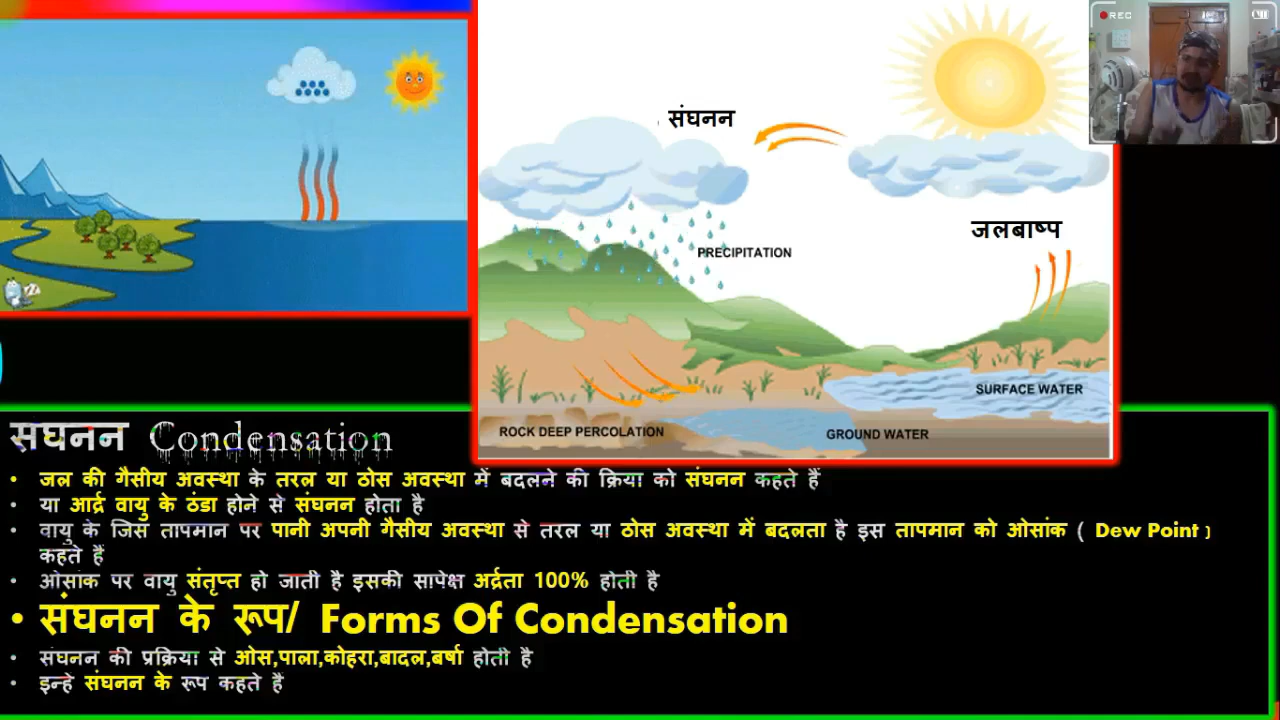 REC
संघनन
जलबाष्प
PRECIPITATION
SURFACE WATER
ROCK DEEP PERCOLATION
GROUND WATER
संघनन Condensation
• जल की गैसीय अवस्था के तरल या ठोस अवस्था में बदलने की क्रिया को संघनन कहते हैं
• या आर्द्र वायु के ठंडा होने से संघनन होता है
• वायु के जिस तापमान पर पानी अपनी गैसीय अवस्था से तरल या ठोस अवस्था में बदलता है इस तापमान को ओसांक ( Dew Point )
कहते हैं
• ओसांक पर वायु संतृप्त हो जाती है इसकी सापेक्ष अर्द्रता 100% होती है
• संघनन के रूप/ Forms Of Condensation
• संघनन की प्रक्रिया से ओस,पाला,कोहरा,बादल,बर्षा होती है
• इन्हे संघनन के रूप कहते है